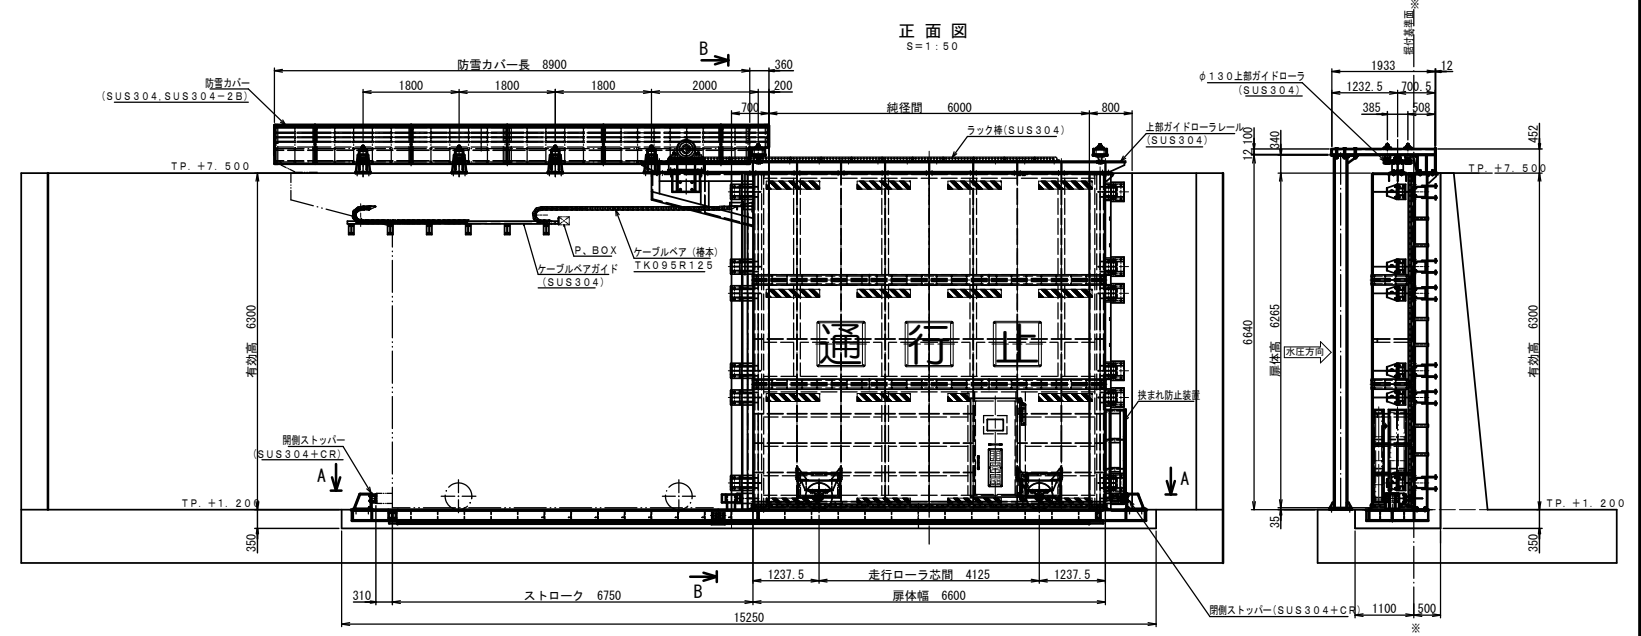 正面図
S=1:50
B
防雪カバー長 8900
360
防雪カバー
(SUS304,SUS304-2B)
1800
1800
1800
2000
200
700
純径間 6000
800
ラック棒(SUS304)
上部ガイドローラレール
(SUS304)
TP. +7. 500
P. BOX
ケーブルベア (椿本)
TK095R125
ケーブルベアガイド
(SUS304)
有効高 6300
通 行 止
挟まれ防止装置
閉側ストッパー(SUS304+CR)
A
A
(SUS304+CR)
TP. +1. 200
350
B
1237.5
走行ローラ芯間 4125
1237.5
310
ストローク 6750
扉体幅 6600
15250
据付基準面※
1933
12
φ130上部ガイドローラ
(SUS304)
1232.5
700.5
385
508
12
100
340
452
TP. +7. 500
6640
扉体高 6265
水圧方向
有効高 6300
TP. +1. 200
35
350
1100
500
※